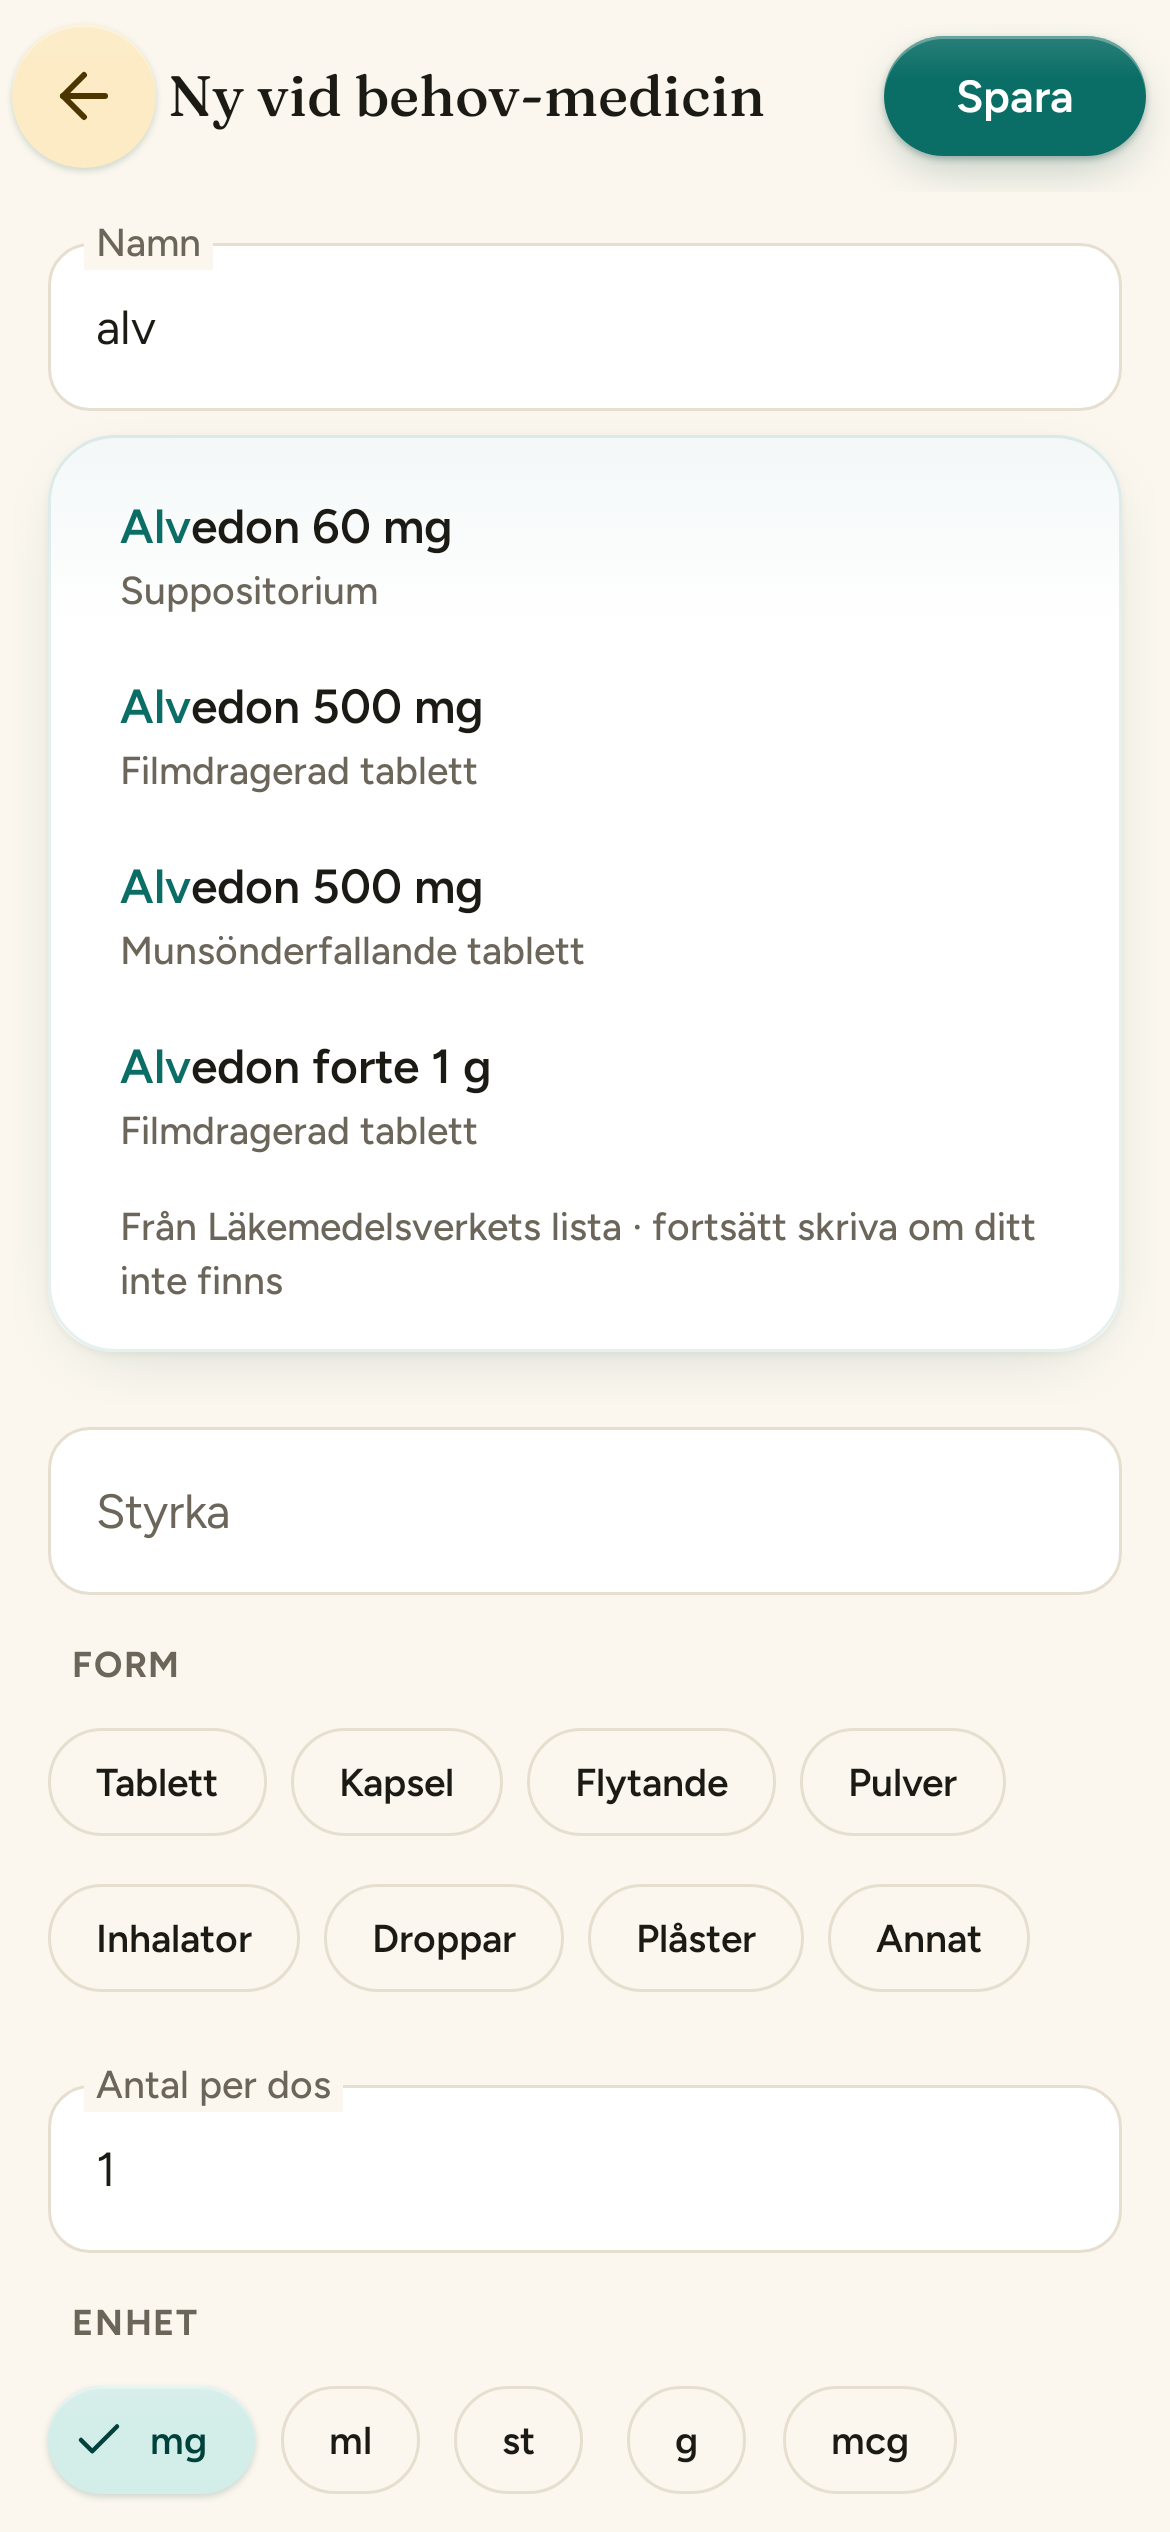 Ny vid behov-medicin
Spara
Namn
alv
Alvedon 60 mg
Suppositorium
Alvedon 500 mg
Filmdragerad tablett
Alvedon 500 mg
Munsönderfallande tablett
Alvedon forte 1 g
Filmdragerad tablett
Från Läkemedelsverkets lista · fortsätt skriva om ditt
inte finns
Styrka
FORM
Tablett Kapsel Flytande Pulver
Inhalator Droppar Plåster Annat
Antal per dos
1
ENHET
mg ml st g mcg